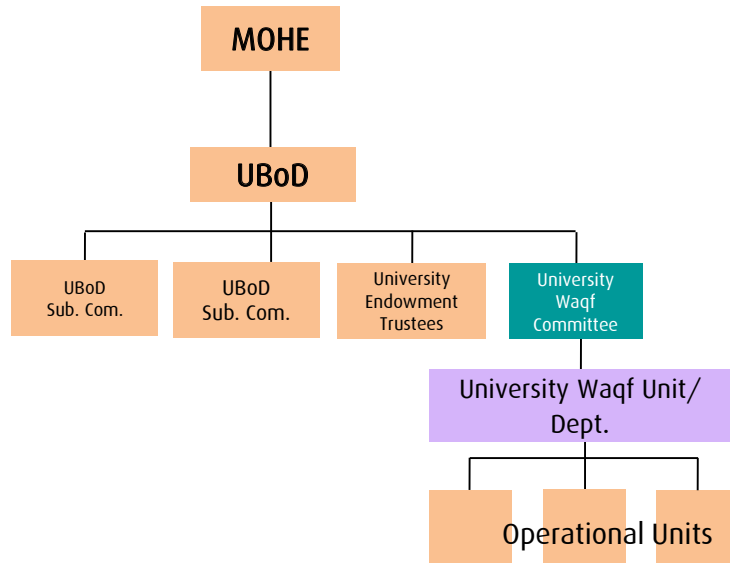 MOHE
UBoD
UBoD
Sub. Com.
UBoD
Sub. Com.
University
Endowment
Trustees
University
Waqf
Committee
University Waqf Unit/
Dept.
Operational Units